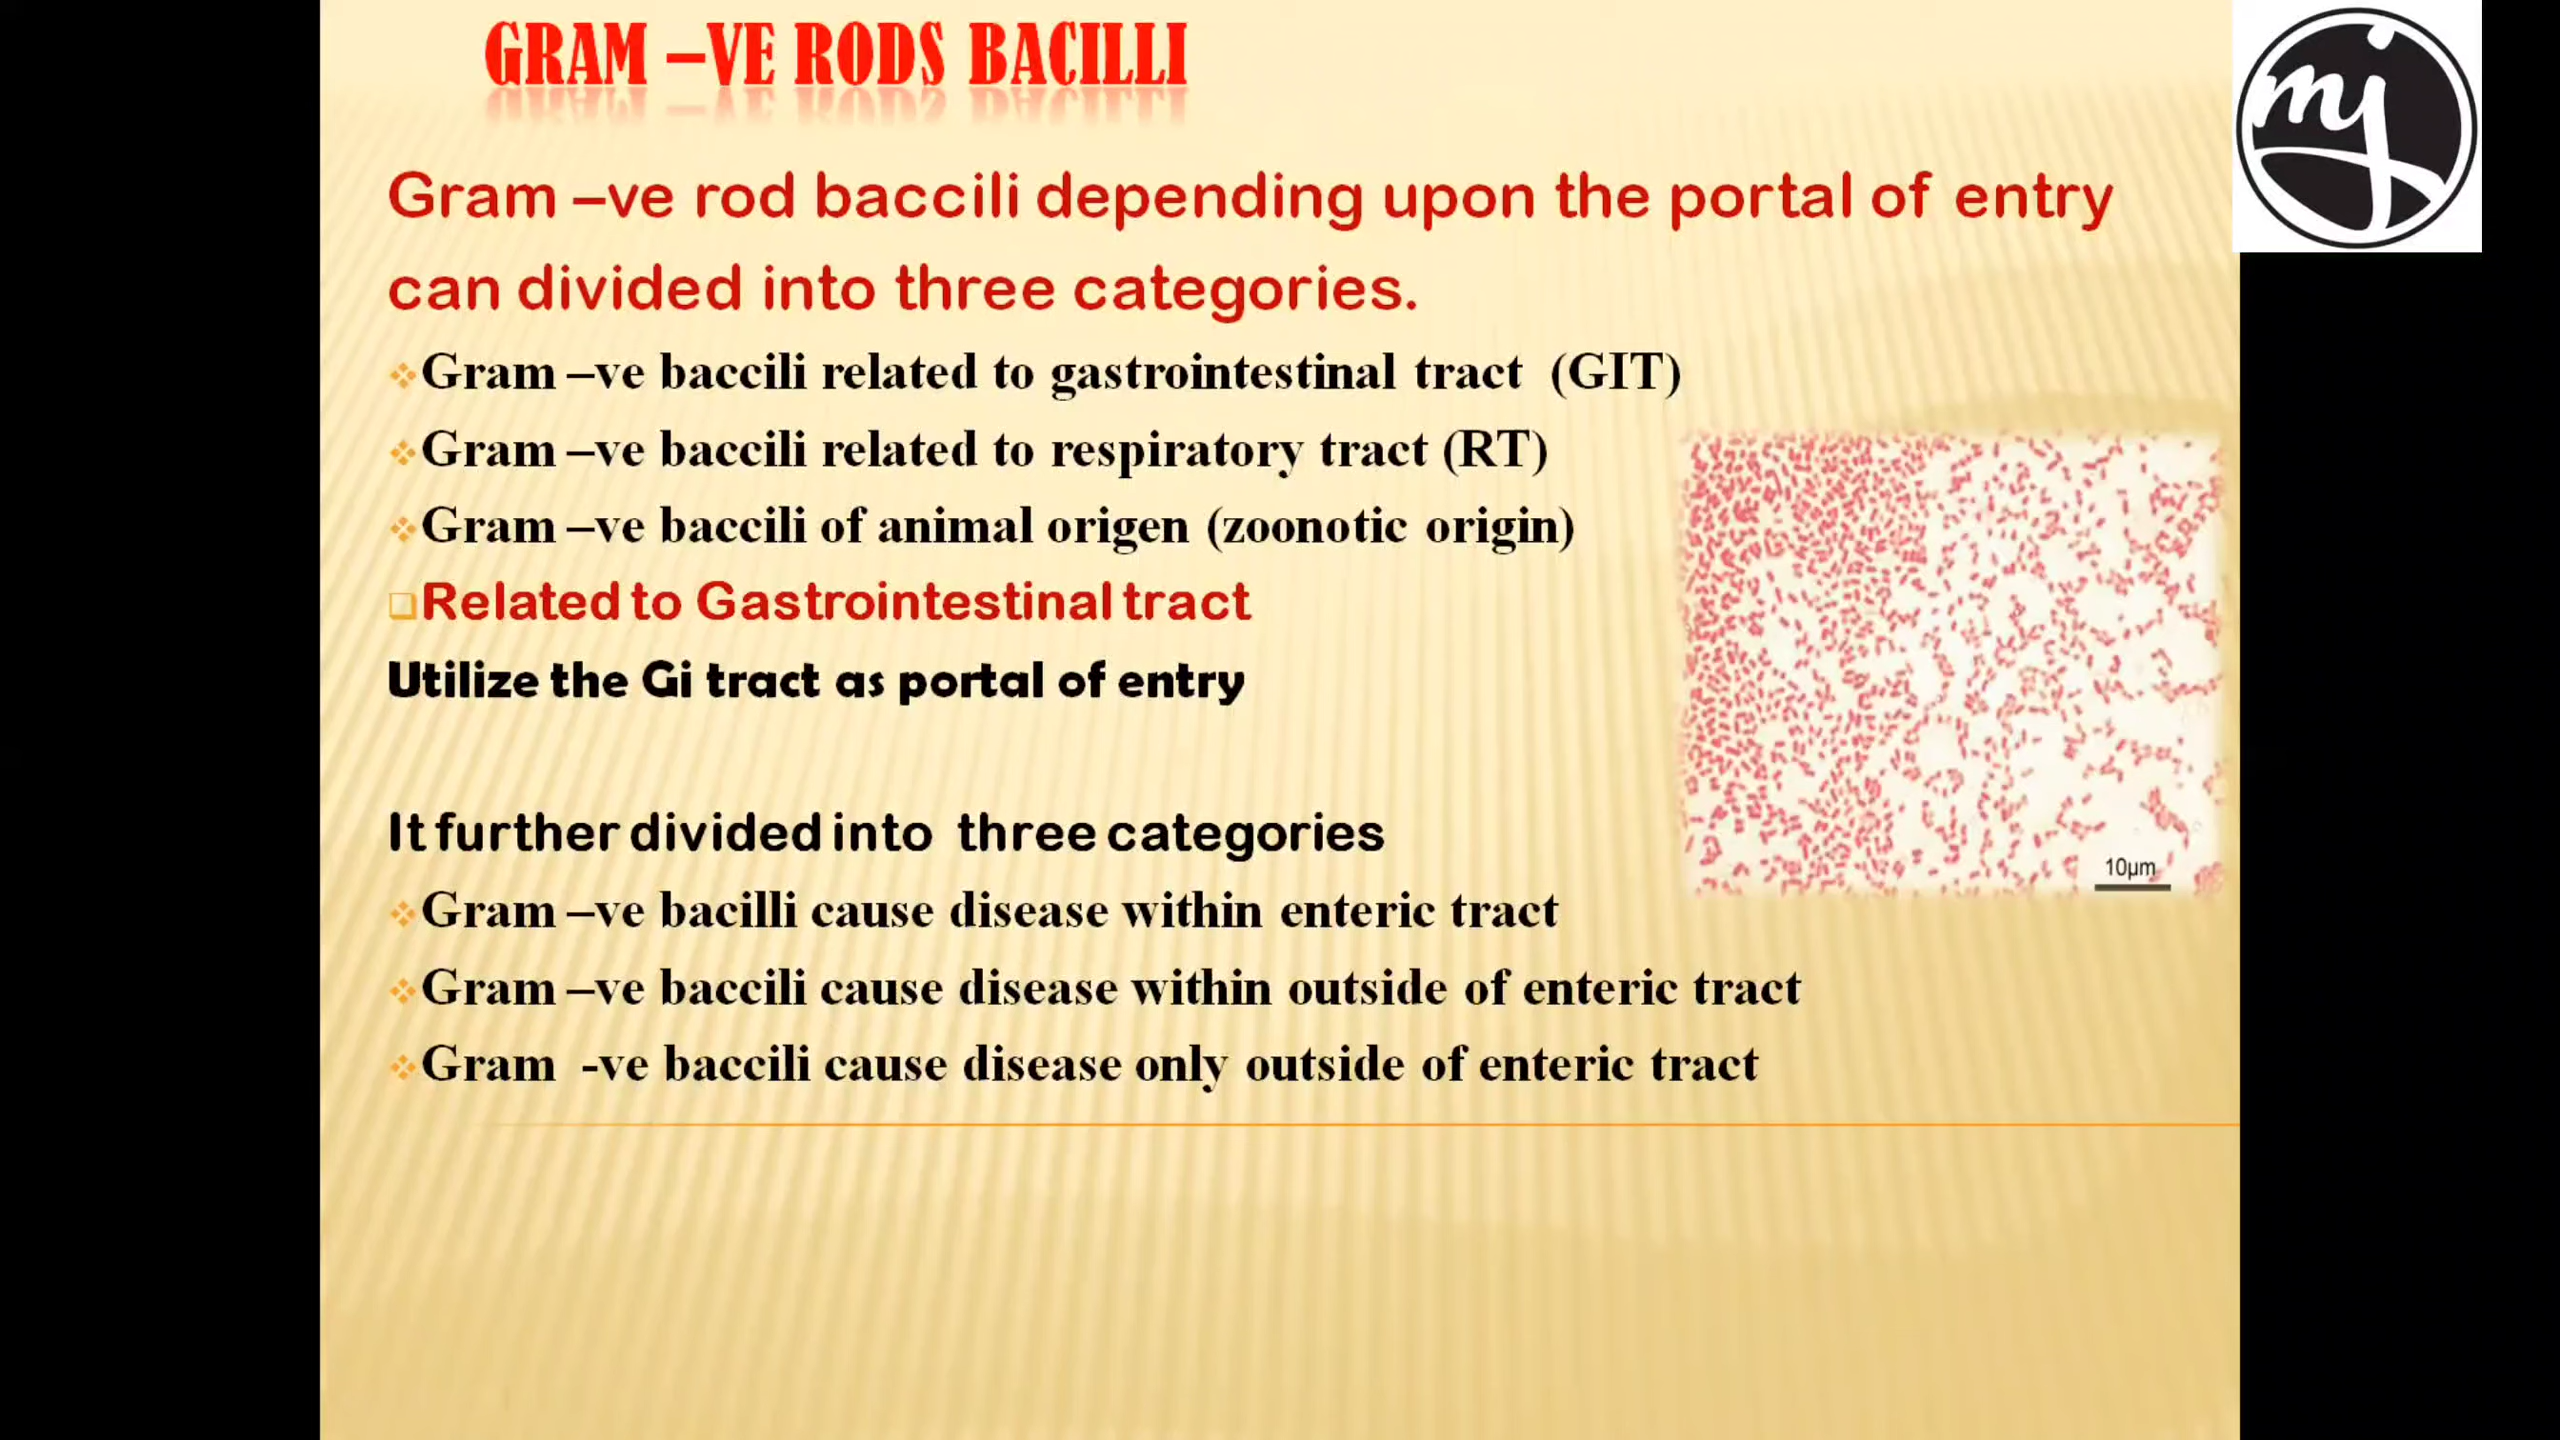 GRAM –VE RODS BACILLI
mj
Gram –ve rod baccili depending upon the portal of entry
can divided into three categories.
Gram –ve baccili related to gastrointestinal tract (GIT)
Gram –ve baccili related to respiratory tract (RT)
Gram –ve baccili of animal origen (zoonotic origin)
Related to Gastrointestinal tract
Utilize the Gi tract as portal of entry
It further divided into three categories
10µm
Gram –ve bacilli cause disease within enteric tract
Gram –ve baccili cause disease within outside of enteric tract
Gram -ve baccili cause disease only outside of enteric tract